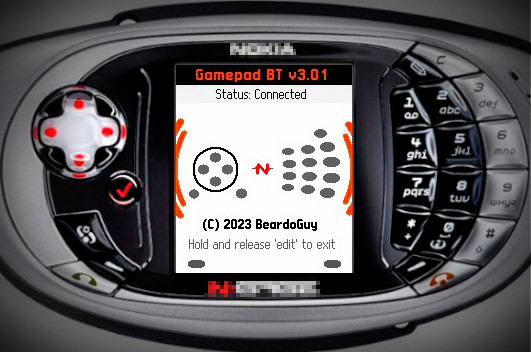 NOKIA
Gamepad BT v3.01
Status: Connected
N
(C) 2023 BeardoGuy
Hold and release 'edit' to exit
C
1
2 abc
3 def
4 ghi
5 jkl
6 mno
7 pqrs
8 tuv
9 wxyz
*
+
0
#